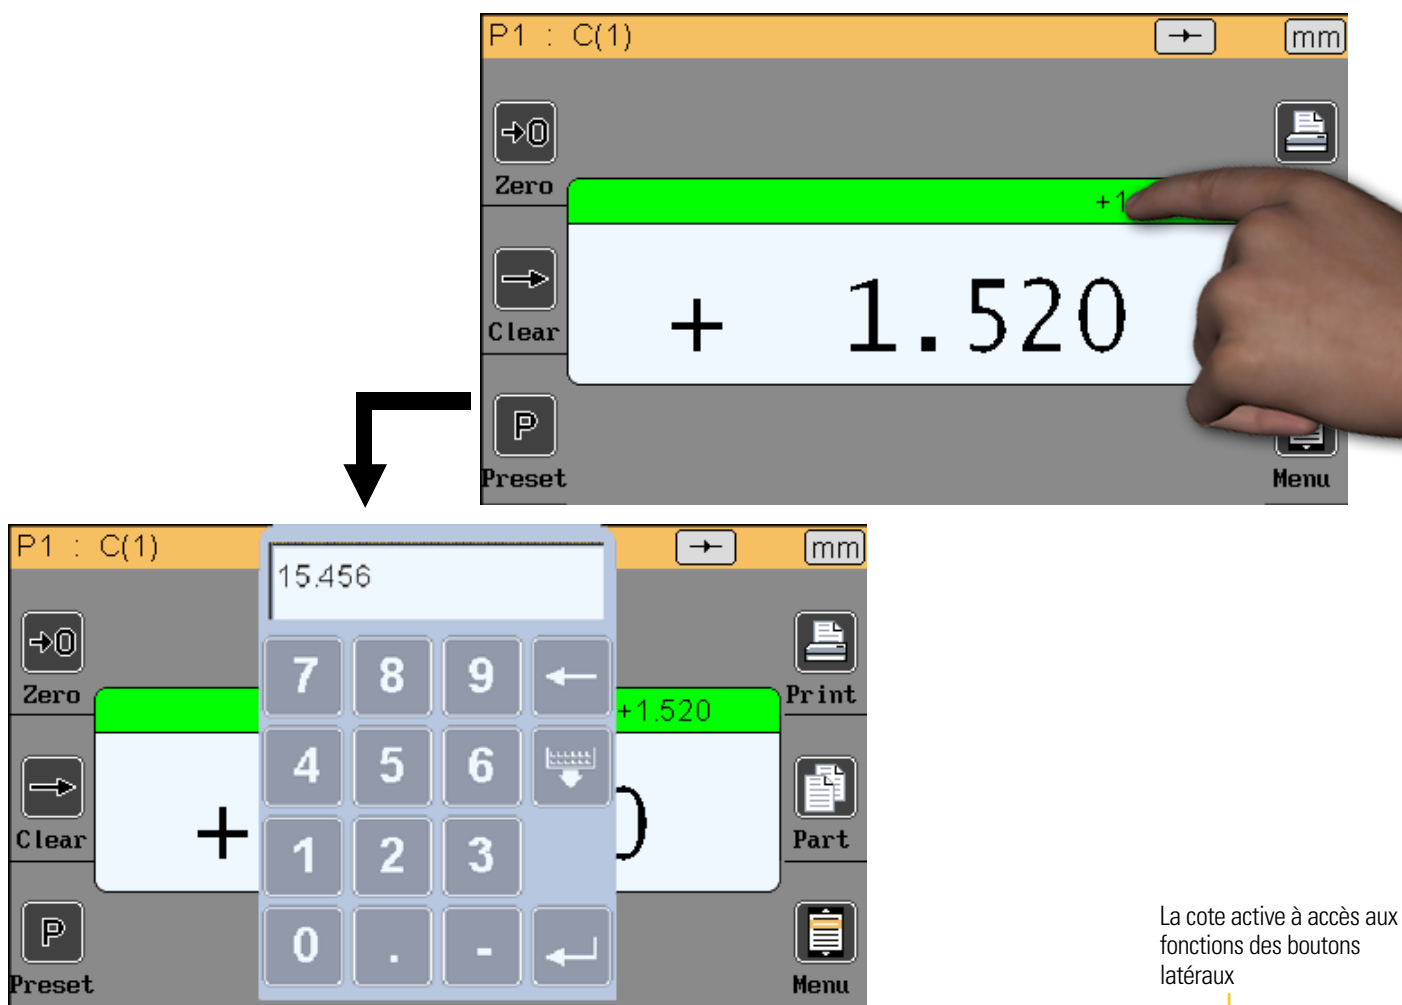 P1 : C(1)
mm
Zero
+1
Clear
+ 1.520
P
Preset
Menu
P1 : C(1)
mm
15.456
7 8 9
Zero
Print
+1.520
4 5 6
Clear
+
Part
1 2 3
P
0 . -
Preset
Menu
La cote active à accès aux
fonctions des boutons
latéraux